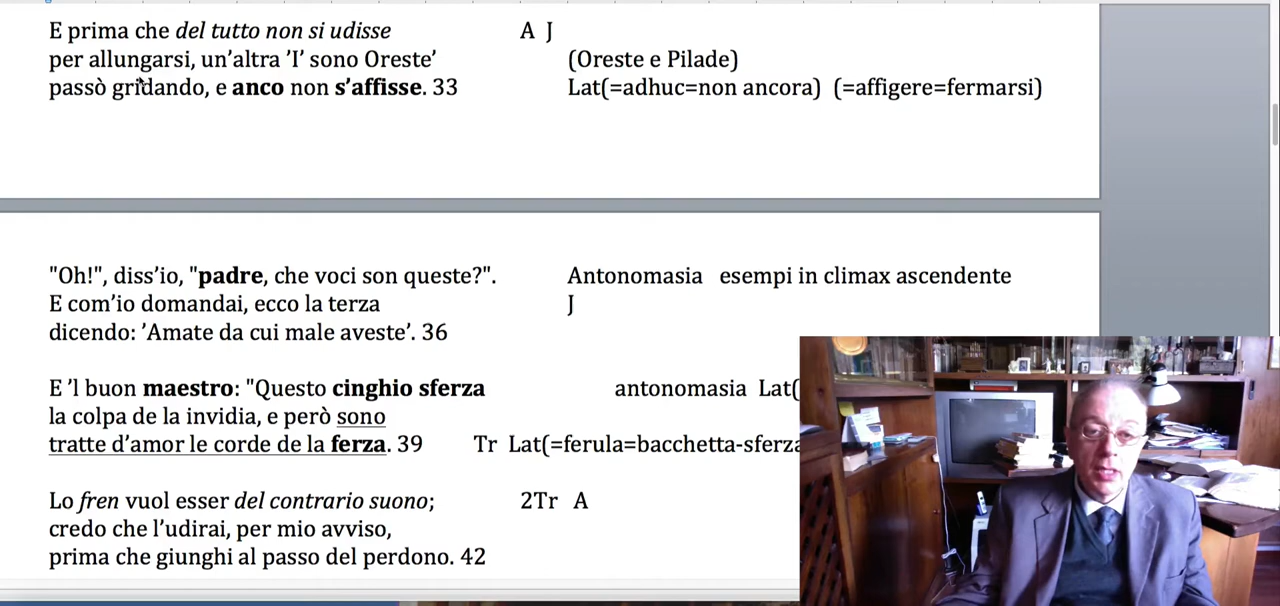 E prima che del tutto non si udisse A J
per allungarsi, un’altra ’I’ sono Oreste’ (Oreste e Pilade)
passò gridando, e anco non s’affisse. 33 Lat(=adhuc=non ancora) (=affigere=fermarsi)
"Oh!", diss’io, "padre, che voci son queste?". Antonomasia esempi in climax ascendente
E com’io domandai, ecco la terza J
dicendo: ’Amate da cui male aveste’. 36
E ’l buon maestro: "Questo cinghio sferza antonomasia Lat(
la colpa de la invidia, e però sono
tratte d’amor le corde de la ferza. 39 Tr Lat(=ferula=bacchetta-sferza
Lo fren vuol esser del contrario suono; 2Tr A
credo che l’udirai, per mio avviso,
prima che giunghi al passo del perdono. 42